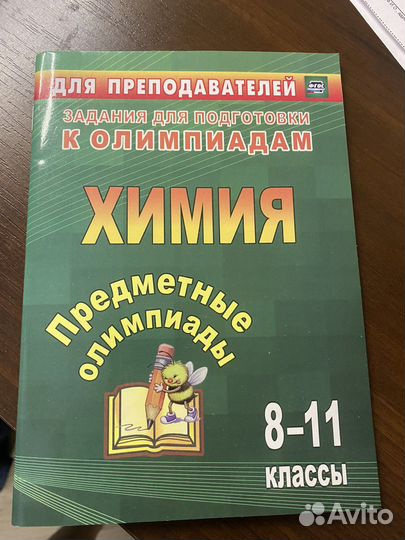 ДЛЯ ПРЕПОДАВАТЕЛЕЙ
ФГОС
ЗАДАНИЯ ДЛЯ ПОДГОТОВКИ
К ОЛИМПИАДАМ
ХИМИЯ
Предметные
олимпиады
8–11
классы
Avito